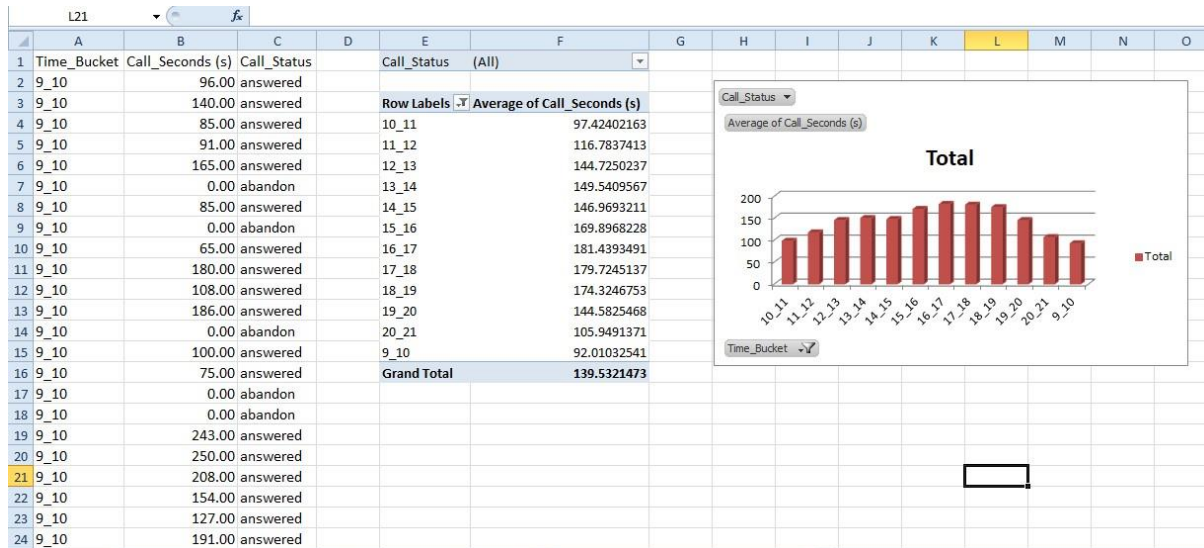 L21 fx
A B C D E F G H I J K L M N O
1 Time_Bucket Call_Seconds (s) Call_Status Call_Status (All)
2 9_10 96.00 answered
3 9_10 140.00 answered Row Labels Average of Call_Seconds (s)
4 9_10 85.00 answered 10_11 97.42402163
5 9_10 91.00 answered 11_12 116.7837413
6 9_10 165.00 answered 12_13 144.7250237
7 9_10 0.00 abandon 13_14 149.5409567
8 9_10 85.00 answered 14_15 146.9693211
9 9_10 0.00 abandon 15_16 169.8968228
10 9_10 65.00 answered 16_17 181.4393491
11 9_10 180.00 answered 17_18 179.7245137
12 9_10 108.00 answered 18_19 174.3246753
13 9_10 186.00 answered 19_20 144.5825468
14 9_10 0.00 abandon 20_21 105.9491371
15 9_10 100.00 answered 9_10 92.01032541
16 9_10 75.00 answered Grand Total 139.5321473
17 9_10 0.00 abandon
18 9_10 0.00 abandon
19 9_10 243.00 answered
20 9_10 250.00 answered
21 9_10 208.00 answered
22 9_10 154.00 answered
23 9_10 127.00 answered
24 9_10 191.00 answered
Call_Status
Average of Call_Seconds (s)
Total
200
150
100
50
0
10_11 11_12 12_13 13_14 14_15 15_16 16_17 17_18 18_19 19_20 20_21 9_10
Total
Time_Bucket